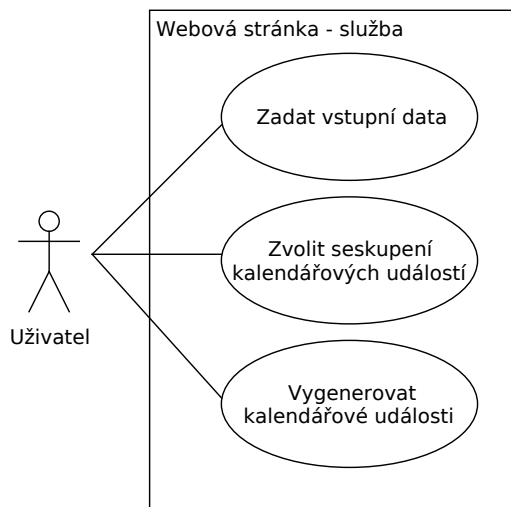 Webová stránka - služba
Zadat vstupní data
Zvolit seskupení
kalendářových událostí
Uživatel
Vygenerovat
kalendářové události